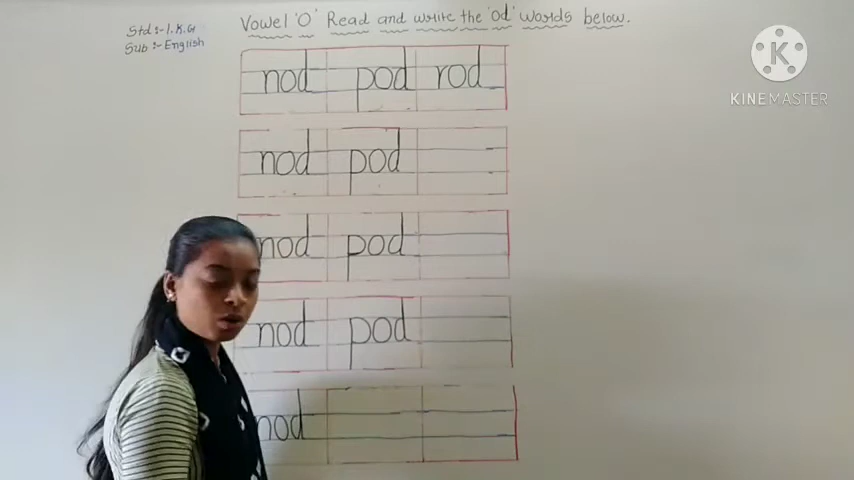 Std :- I.K.G
Sub :- English
Vowel 'O' Read and write the 'od' words below.
nod pod rod
nod pod
nod pod
nod pod
nod
K
KINEMASTER